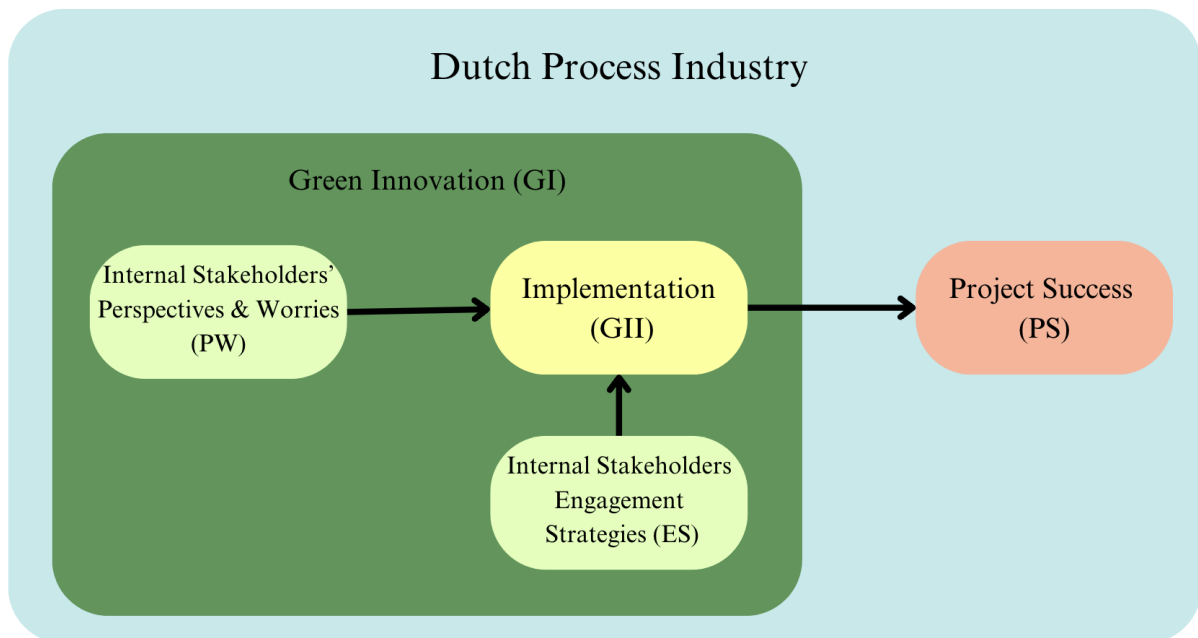 Dutch Process Industry
Green Innovation (GI)
Internal Stakeholders’
Perspectives & Worries
(PW)
Implementation
(GII)
Project Success
(PS)
Internal Stakeholders
Engagement
Strategies (ES)